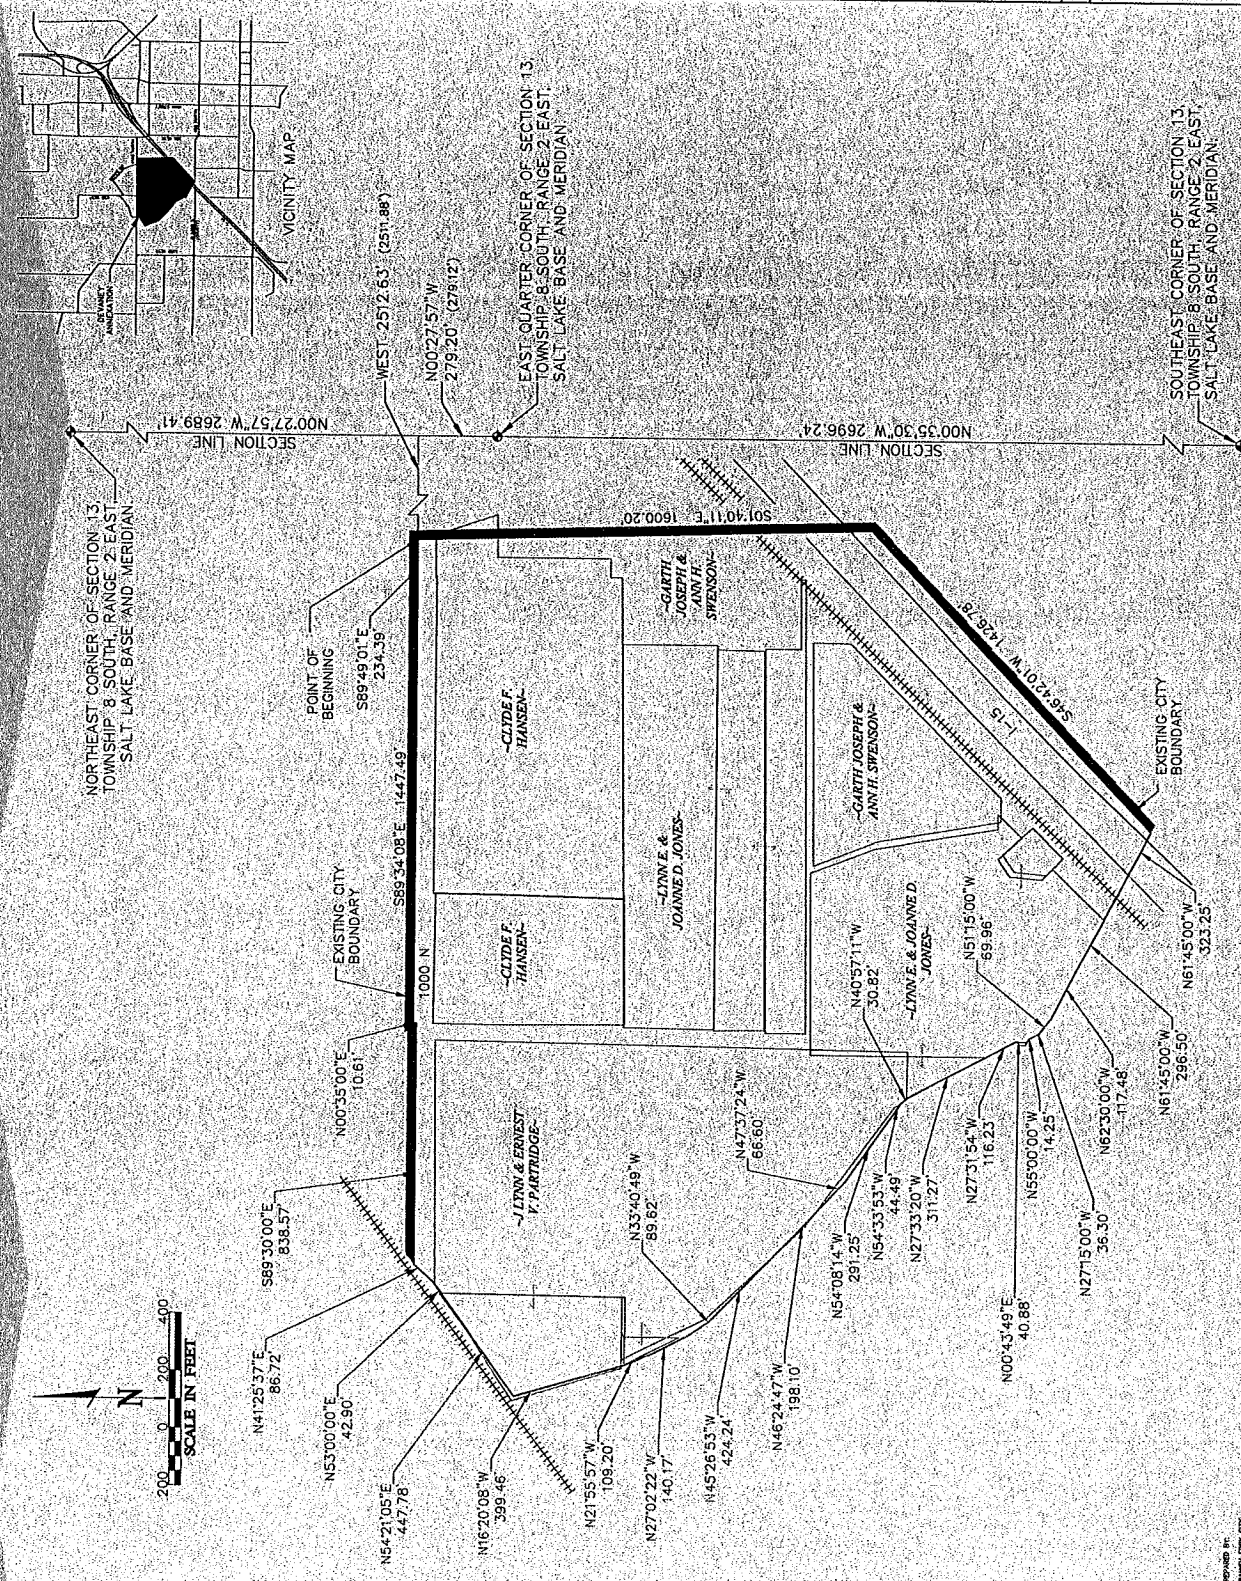 NORTHEAST CORNER OF SECTION 13,
TOWNSHIP 8 SOUTH, RANGE 2 EAST,
SALT LAKE BASE AND MERIDIAN.
DEVANEY
ANNEXATION
VICINITY MAP
SECTION LINE
N00°27'57"W 2689.41'
WEST 2512.63' (2511.88')
N00°27'57"W
279.20' (279.12')
EAST QUARTER CORNER OF SECTION 13,
TOWNSHIP 8 SOUTH, RANGE 2 EAST,
SALT LAKE BASE AND MERIDIAN
SECTION LINE
N00°35'30"W 2696.24'
SOUTHEAST CORNER OF SECTION 13,
TOWNSHIP 8 SOUTH, RANGE 2 EAST,
SALT LAKE BASE AND MERIDIAN.
POINT OF
BEGINNING
S89°49'01"E
234.39'
S89°34'08"E 1447.49'
EXISTING CITY
BOUNDARY
1000 N
N00°35'00"E
10.61'
S89°30'00"E
838.57'
N41°25'37"E
86.72'
N53°00'00"E
42.90'
N54°21'05"E
447.78'
N16°20'08"W
399.46'
N21°55'57"W
109.20'
N27°02'22"W
140.17'
N33°40'49"W
89.62'
N45°26'53"W
424.24'
N46°24'47"W
198.10'
N47°37'24"W
66.60'
N54°08'14"W
291.25'
N54°33'53"W
44.49'
N40°57'11"W
30.82'
N27°33'20"W
311.27'
N27°31'54"W
116.23'
N00°43'49"E
40.88'
N55°00'00"W
14.25'
N27°15'00"W
36.30'
N51°15'00"W
69.96'
N62°30'00"W
117.48'
N61°45'00"W
296.50'
N61°45'00"W
323.25'
EXISTING CITY
BOUNDARY
S46°42'01"W 1426.78'
I-15
S01°40'11"E 1600.20'
~CLYDE F.
HANSEN~
~CLYDE F.
HANSEN~
~GARTH
JOSEPH &
ANN H.
SWENSON~
~LYNN E. &
JOANNE D. JONES~
~GARTH JOSEPH &
ANN H. SWENSON~
~LYNN E. & JOANNE D.
JONES~
~J LYNN & ERNEST
V. PARTRIDGE~
N
200 0 200 400
SCALE IN FEET
PREPARED BY: